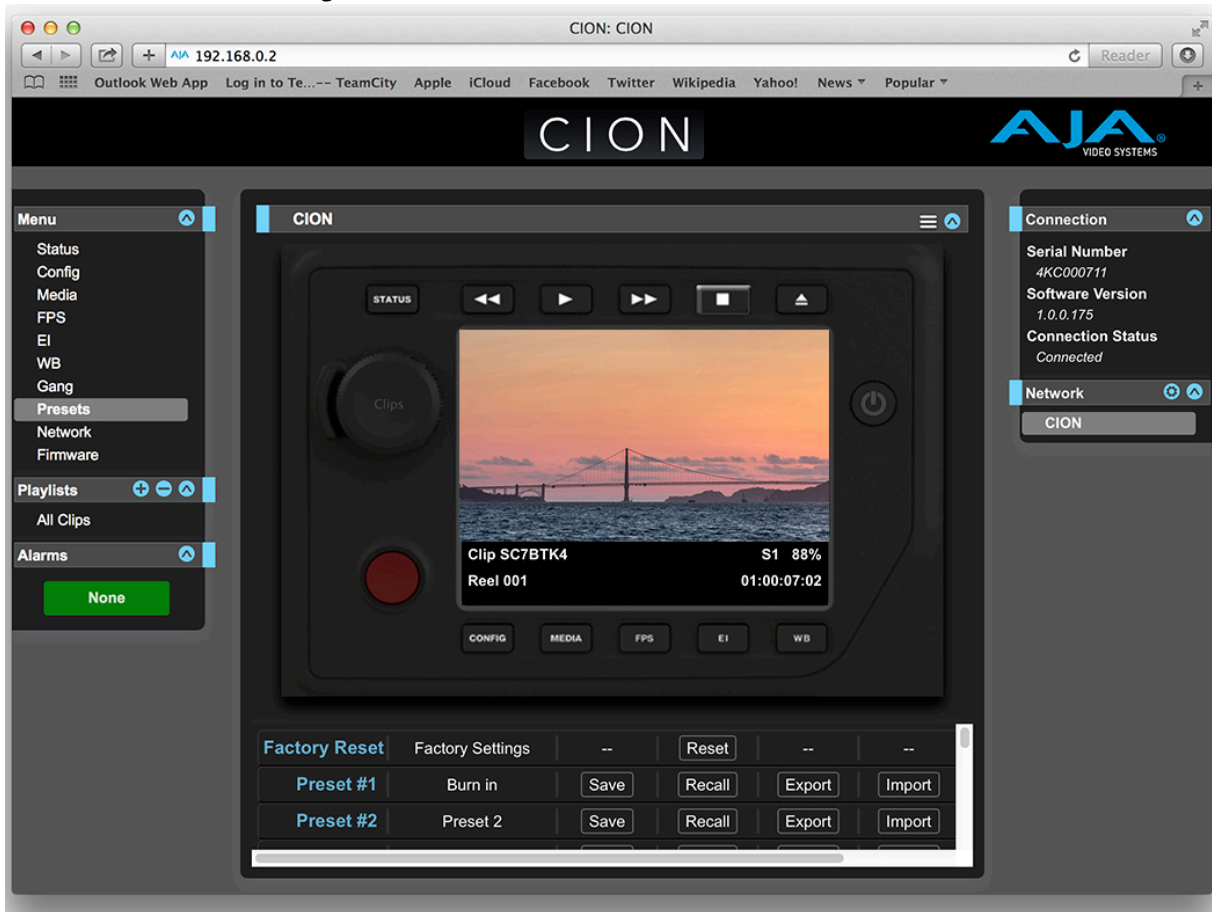 CION: CION
AJA 192.168.0.2
Reader
Outlook Web App Log in to Te...-- TeamCity Apple iCloud Facebook Twitter Wikipedia Yahoo! News Popular
CION
AJA®
VIDEO SYSTEMS
Menu
Status
Config
Media
FPS
EI
WB
Gang
Presets
Network
Firmware
Playlists
All Clips
Alarms
None
CION
STATUS
Clips
Clip SC7BTK4 S1 88%
Reel 001 01:00:07:02
CONFIG MEDIA FPS EI WB
Factory Reset Factory Settings -- Reset -- --
Preset #1 Burn in Save Recall Export Import
Preset #2 Preset 2 Save Recall Export Import
Connection
Serial Number
4KC000711
Software Version
1.0.0.175
Connection Status
Connected
Network
CION